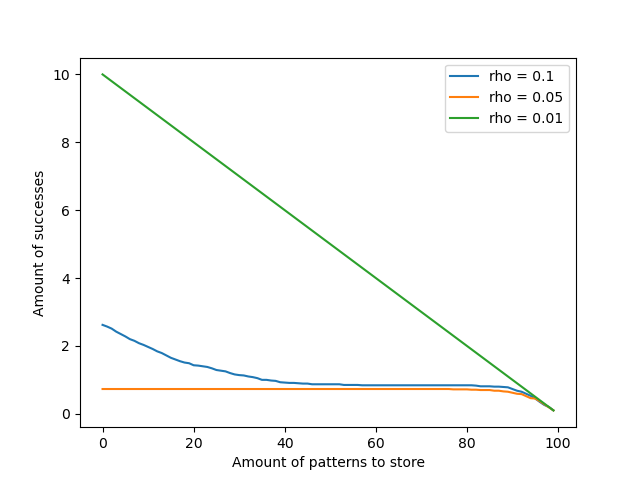 rho = 0.1
rho = 0.05
rho = 0.01
10
8
6
4
2
0
Amount of successes
0 20 40 60 80 100
Amount of patterns to store